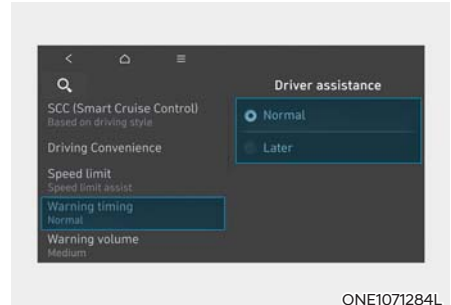 SCC (Smart Cruise Control)
Based on driving style
Driving Convenience
Speed limit
Speed limit assist
Warning timing
Normal
Warning volume
Medium
Driver assistance
Normal
Later
ONE1071284L